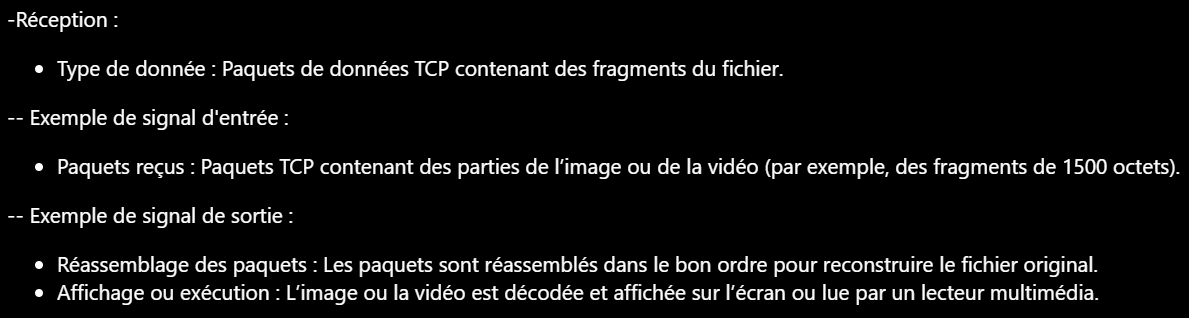 -Réception :
• Type de donnée : Paquets de données TCP contenant des fragments du fichier.
-- Exemple de signal d'entrée :
• Paquets reçus : Paquets TCP contenant des parties de l’image ou de la vidéo (par exemple, des fragments de 1500 octets).
-- Exemple de signal de sortie :
• Réassemblage des paquets : Les paquets sont réassemblés dans le bon ordre pour reconstruire le fichier original.
• Affichage ou exécution : L’image ou la vidéo est décodée et affichée sur l’écran ou lue par un lecteur multimédia.